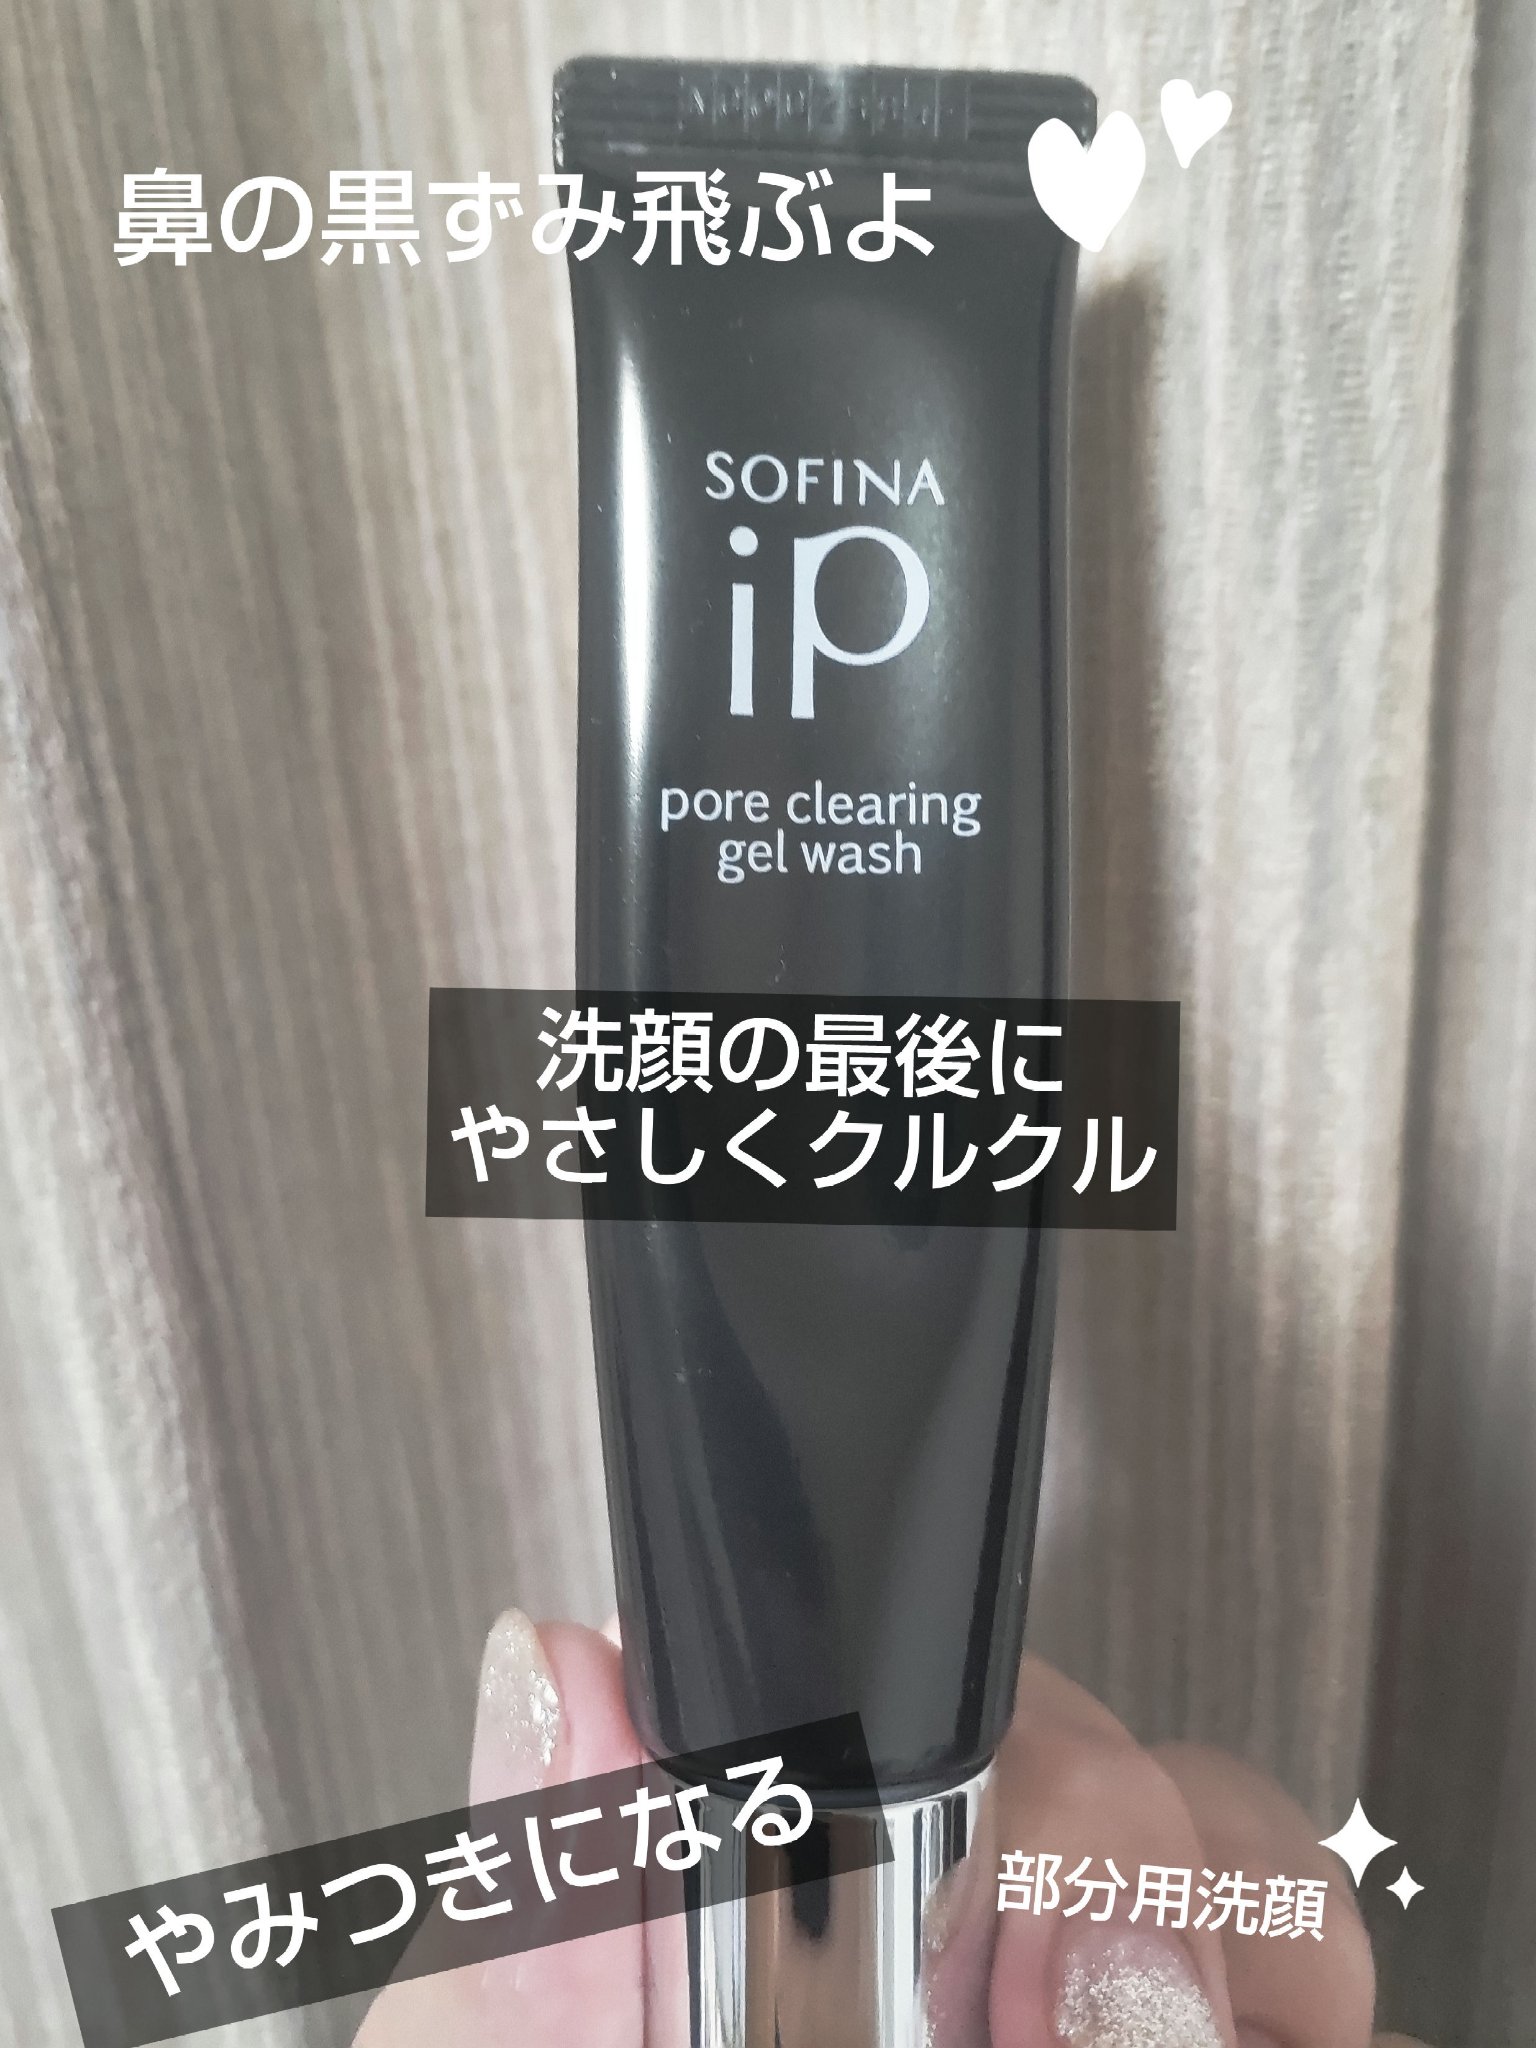 鼻の黒ずみ飛ぶよ
SOFINA
iP
pore clearing
gel wash
洗顔の最後に
やさしくクルクル
やみつきになる
部分用洗顔